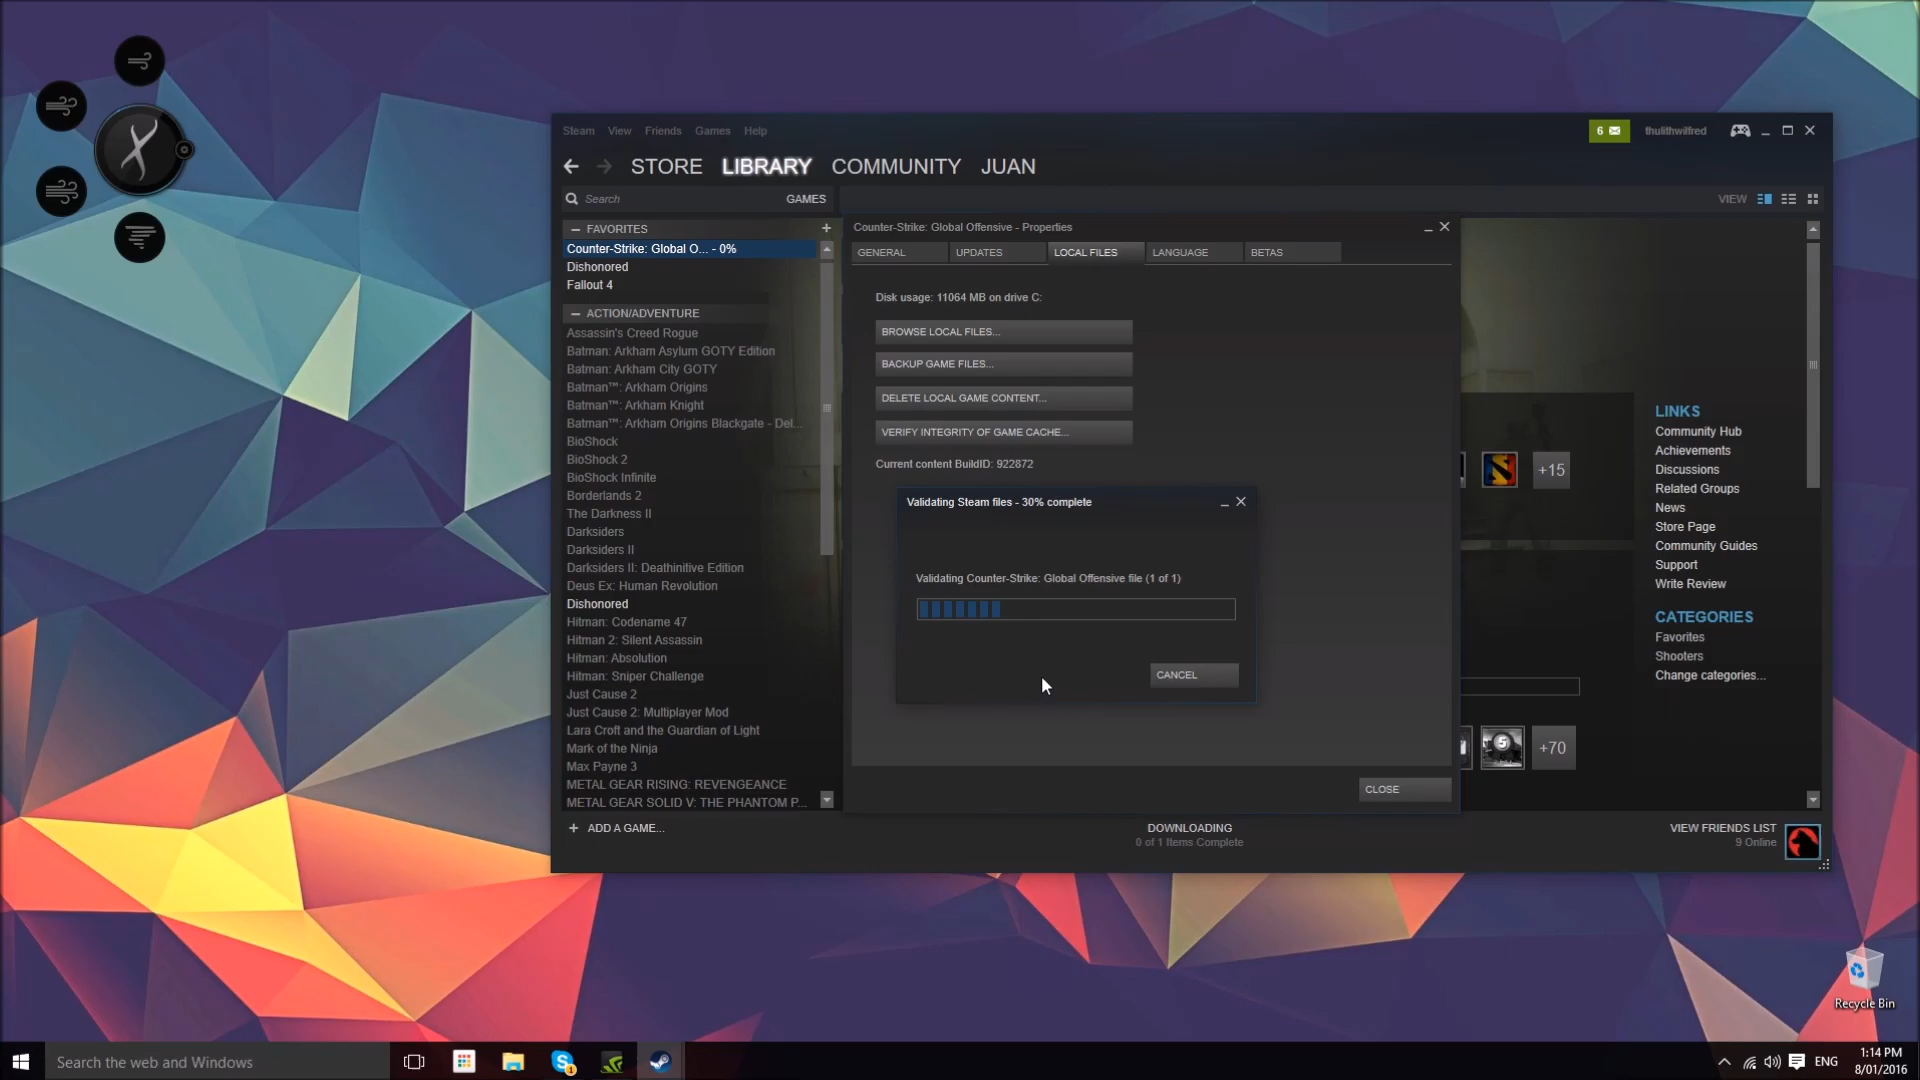 Steam View Friends Games Help
6
thulithwilfred
STORE LIBRARY COMMUNITY JUAN
Search
GAMES
VIEW
FAVORITES
Counter-Strike: Global O... - 0%
Dishonored
Fallout 4
ACTION/ADVENTURE
Assassin's Creed Rogue
Batman: Arkham Asylum GOTY Edition
Batman: Arkham City GOTY
Batman™: Arkham Origins
Batman™: Arkham Knight
Batman™: Arkham Origins Blackgate - Del...
BioShock
BioShock 2
BioShock Infinite
Borderlands 2
The Darkness II
Darksiders
Darksiders II
Darksiders II: Deathinitive Edition
Deus Ex: Human Revolution
Dishonored
Hitman: Codename 47
Hitman 2: Silent Assassin
Hitman: Absolution
Hitman: Sniper Challenge
Just Cause 2
Just Cause 2: Multiplayer Mod
Lara Croft and the Guardian of Light
Mark of the Ninja
Max Payne 3
METAL GEAR RISING: REVENGEANCE
METAL GEAR SOLID V: THE PHANTOM P...
Counter-Strike: Global Offensive - Properties
GENERAL UPDATES LOCAL FILES LANGUAGE BETAS
Disk usage: 11064 MB on drive C:
BROWSE LOCAL FILES...
BACKUP GAME FILES...
DELETE LOCAL GAME CONTENT...
VERIFY INTEGRITY OF GAME CACHE...
Current content BuildID: 922872
Validating Steam files - 30% complete
Validating Counter-Strike: Global Offensive file (1 of 1)
CANCEL
CLOSE
+15
5
+70
LINKS
Community Hub
Achievements
Discussions
Related Groups
News
Store Page
Community Guides
Support
Write Review
CATEGORIES
Favorites
Shooters
Change categories...
ADD A GAME...
DOWNLOADING
0 of 1 Items Complete
VIEW FRIENDS LIST
9 Online
Recycle Bin
Search the web and Windows
S
1
ENG
1:14 PM
8/01/2016